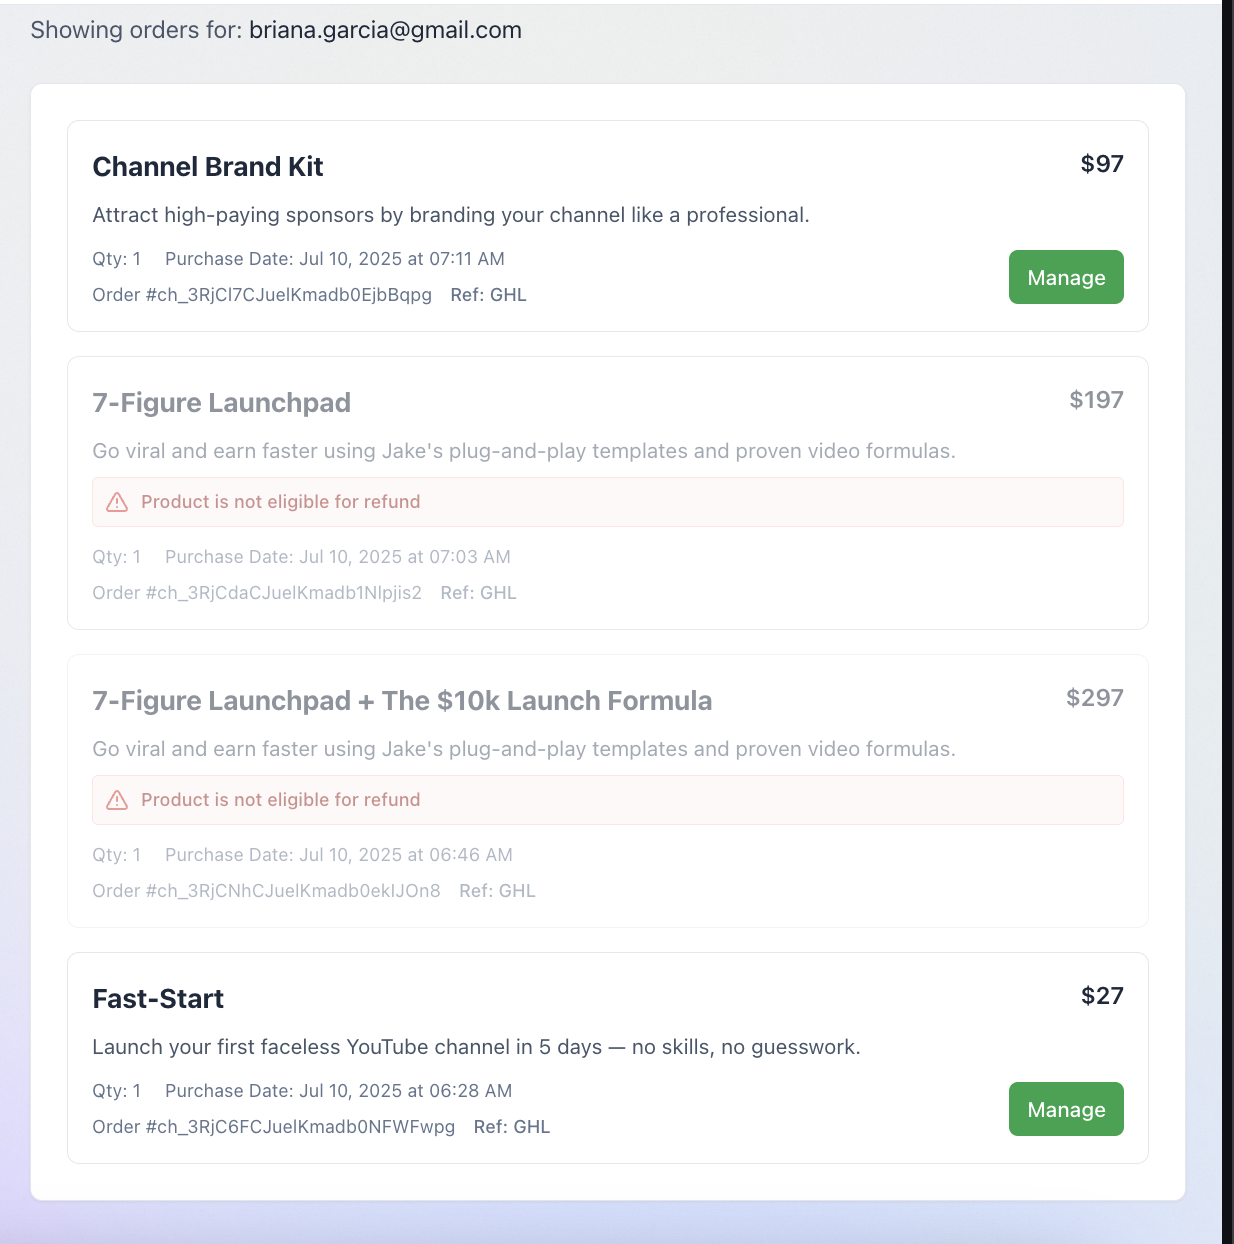 Showing orders for: briana.garcia@gmail.com
Channel Brand Kit
$97
Attract high-paying sponsors by branding your channel like a professional.
Qty: 1 Purchase Date: Jul 10, 2025 at 07:11 AM
Order #ch_3RjCl7CJuelKmadb0EjbBqpg Ref: GHL
Manage
7-Figure Launchpad
$197
Go viral and earn faster using Jake's plug-and-play templates and proven video formulas.
Product is not eligible for refund
Qty: 1 Purchase Date: Jul 10, 2025 at 07:03 AM
Order #ch_3RjCdaCJuelKmadb1Nlpjis2 Ref: GHL
7-Figure Launchpad + The $10k Launch Formula
$297
Go viral and earn faster using Jake's plug-and-play templates and proven video formulas.
Product is not eligible for refund
Qty: 1 Purchase Date: Jul 10, 2025 at 06:46 AM
Order #ch_3RjCNhCJuelKmadb0ekIJOn8 Ref: GHL
Fast-Start
$27
Launch your first faceless YouTube channel in 5 days — no skills, no guesswork.
Qty: 1 Purchase Date: Jul 10, 2025 at 06:28 AM
Order #ch_3RjC6FCJuelKmadb0NFWFwpg Ref: GHL
Manage